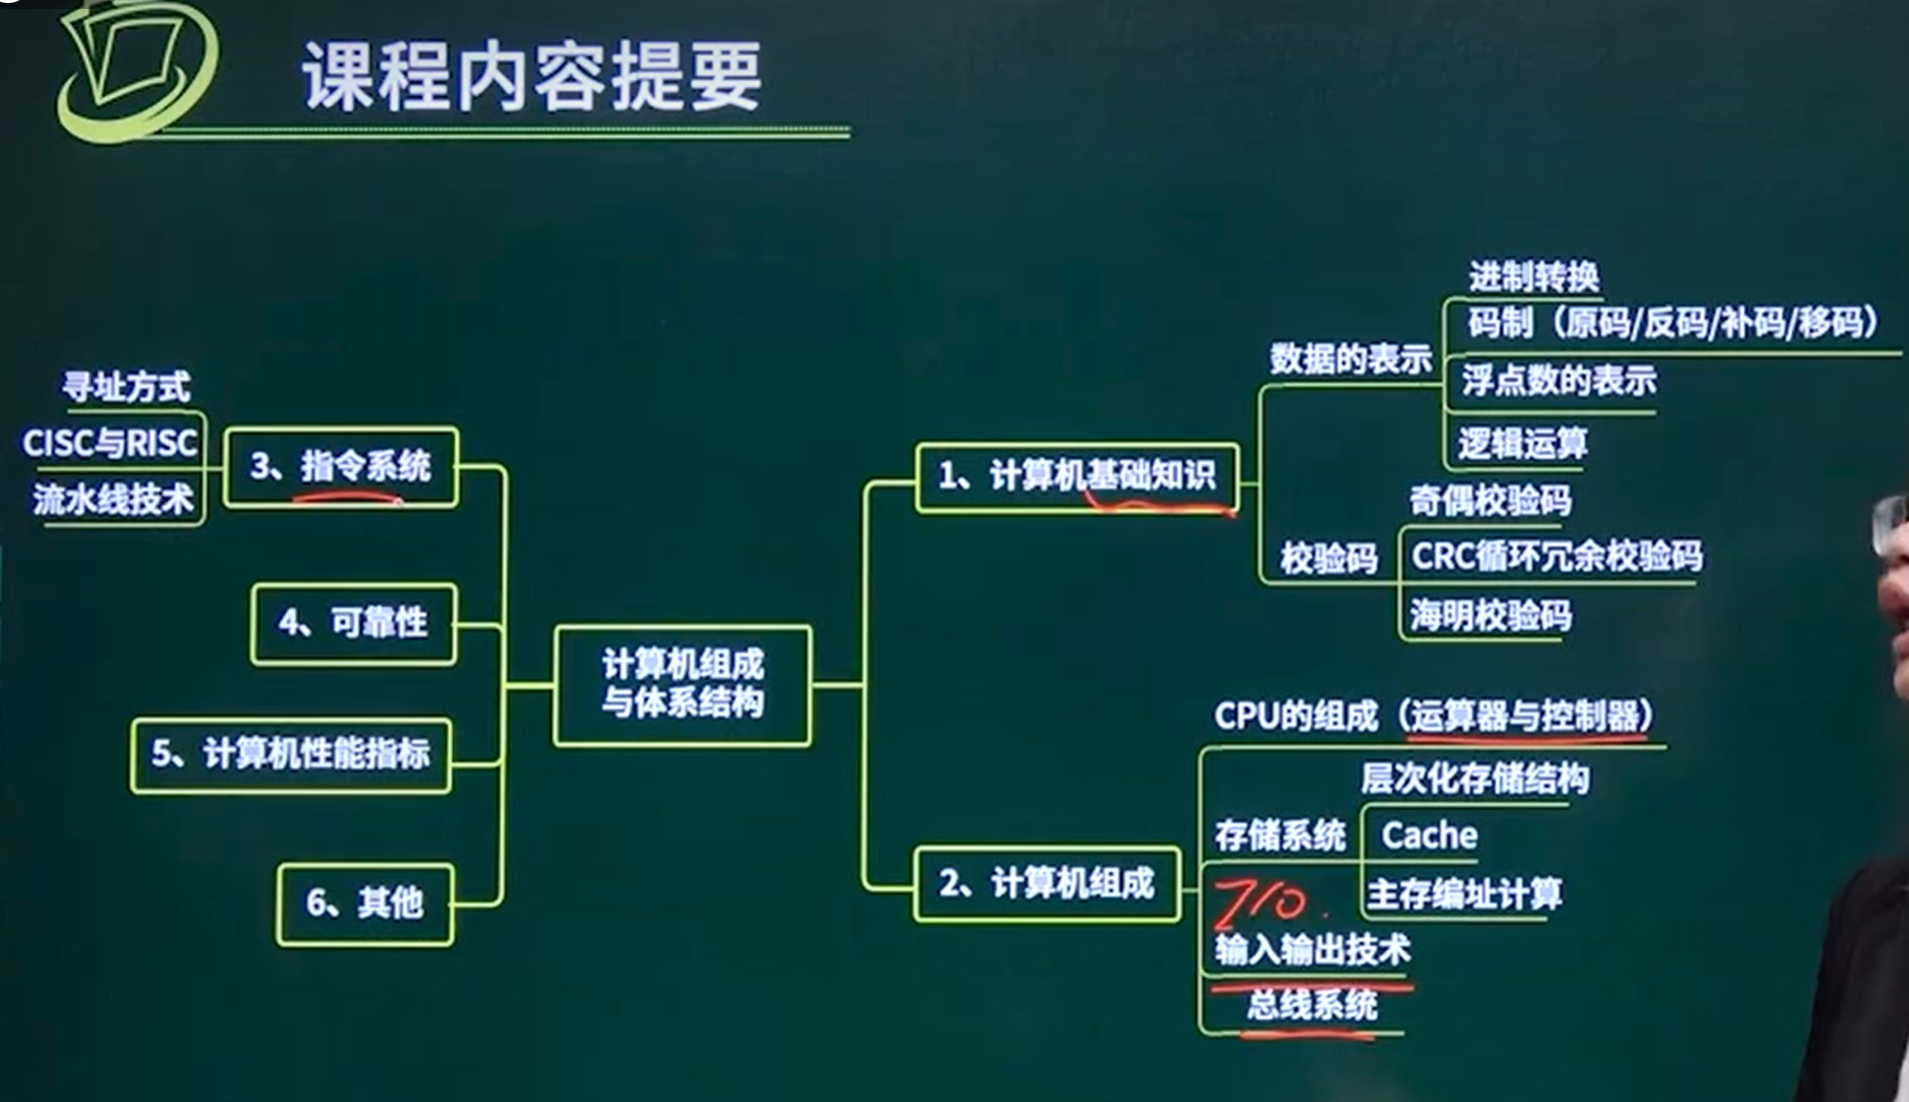 课程内容提要
计算机组成
与体系结构
1、计算机基础知识
数据的表示
进制转换
码制（原码/反码/补码/移码）
浮点数的表示
逻辑运算
校验码
奇偶校验码
CRC循环冗余校验码
海明校验码
2、计算机组成
CPU的组成（运算器与控制器）
存储系统
层次化存储结构
Cache
主存编址计算
I/O.
输入输出技术
总线系统
3、指令系统
寻址方式
CISC与RISC
流水线技术
4、可靠性
5、计算机性能指标
6、其他